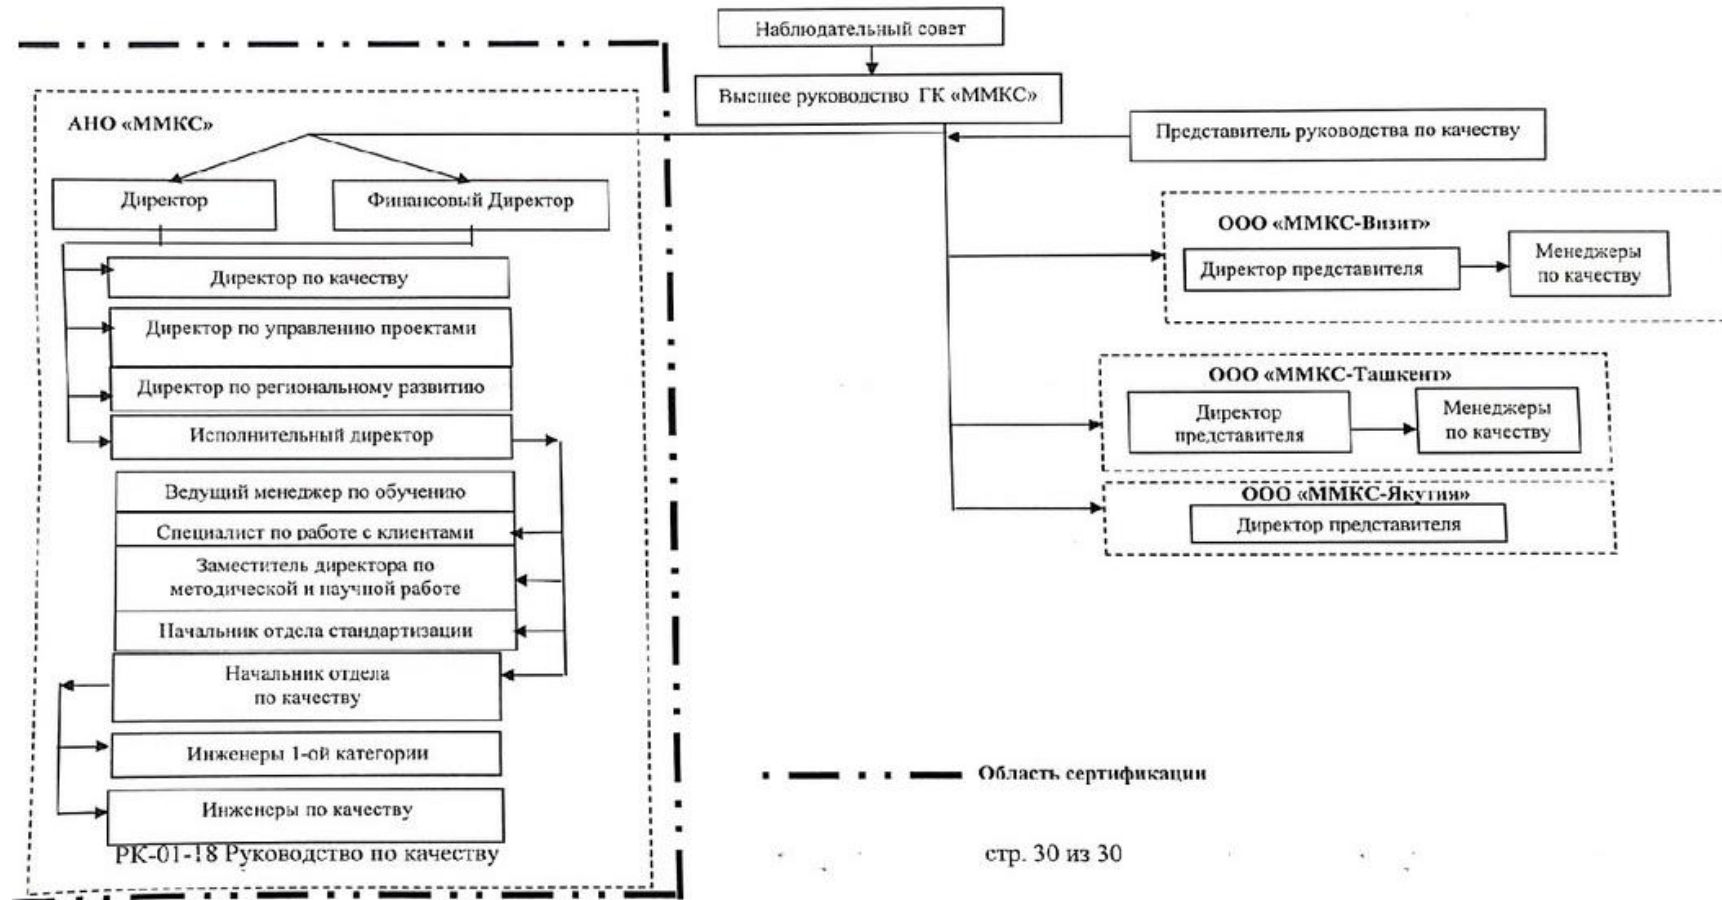 Наблюдательный совет
Высшее руководство ГК «ММКС»
Представитель руководства по качеству
АНО «ММКС»
Директор
Финансовый Директор
Директор по качеству
Директор по управлению проектами
Директор по региональному развитию
Исполнительный директор
Ведущий менеджер по обучению
Специалист по работе с клиентами
Заместитель директора по
методической и научной работе
Начальник отдела стандартизации
Начальник отдела
по качеству
Инженеры 1-ой категории
Инженеры по качеству
ООО «ММКС-Визит»
Директор представителя
Менеджеры
по качеству
ООО «ММКС-Ташкент»
Директор
представителя
Менеджеры
по качеству
ООО «ММКС-Якутия»
Директор представителя
Область сертификации
РК-01-18 Руководство по качеству
стр. 30 из 30